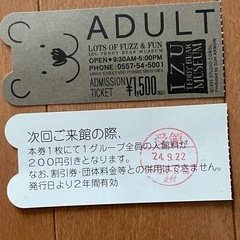 ADULT
LOTS OF FUZZ & FUN
IZU TEDDY BEAR MUSEUM
OPEN●9:30AM-5:00PM
PHONE●0557-54-5001
ADMISSION TICKET ¥1,500
IZU
TEDDY BEAR
MUSEUM
次回ご来館の際、
本券1枚にて1グループ全員の入館料が
200円引きとなります。
なお、割引券・団体料金等との併用はできません。
発行日より2年間有効
受領
24.9.22